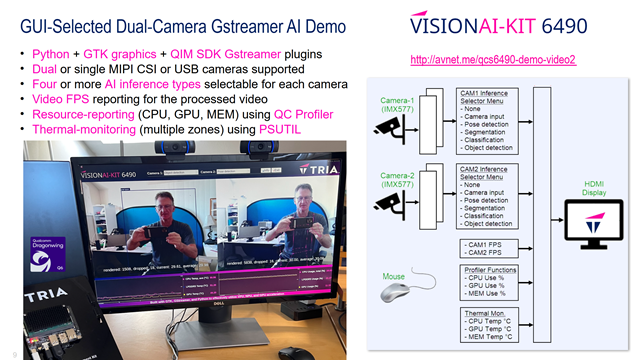 GUI-Selected Dual-Camera Gstreamer AI Demo
• Python + GTK graphics + QIM SDK Gstreamer plugins
• Dual or single MIPI CSI or USB cameras supported
• Four or more AI inference types selectable for each camera
• Video FPS reporting for the processed video
• Resource-reporting (CPU, GPU, MEM) using QC Profiler
• Thermal-monitoring (multiple zones) using PSUTIL
VISIONAI-KIT 6490
TRIA
Qualcomm
Dragonwing
Q6
TRIA
DELL
9
VISIONAI-KIT 6490
http://avnet.me/qcs6490-demo-video2
Camera-1
(IMX577)
CAM1 Inference
Selector Menu
- None
- Camera input
- Pose detection
- Segmentation
- Classification
- Object detection
Camera-2
(IMX577)
CAM2 Inference
Selector Menu
- None
- Camera input
- Pose detection
- Segmentation
- Classification
- Object detection
HDMI
Display
- CAM1 FPS
- CAM2 FPS
Mouse
Profiler Functions
- CPU Use %
- GPU Use %
- MEM Use %
Thermal Mon.
- CPU Temp °C
- GPU Temp °C
- MEM Temp °C